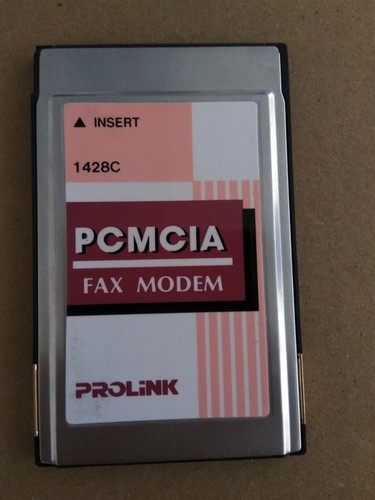 ▲ INSERT
1428C
PCMCIA
FAX MODEM
PROLiNK